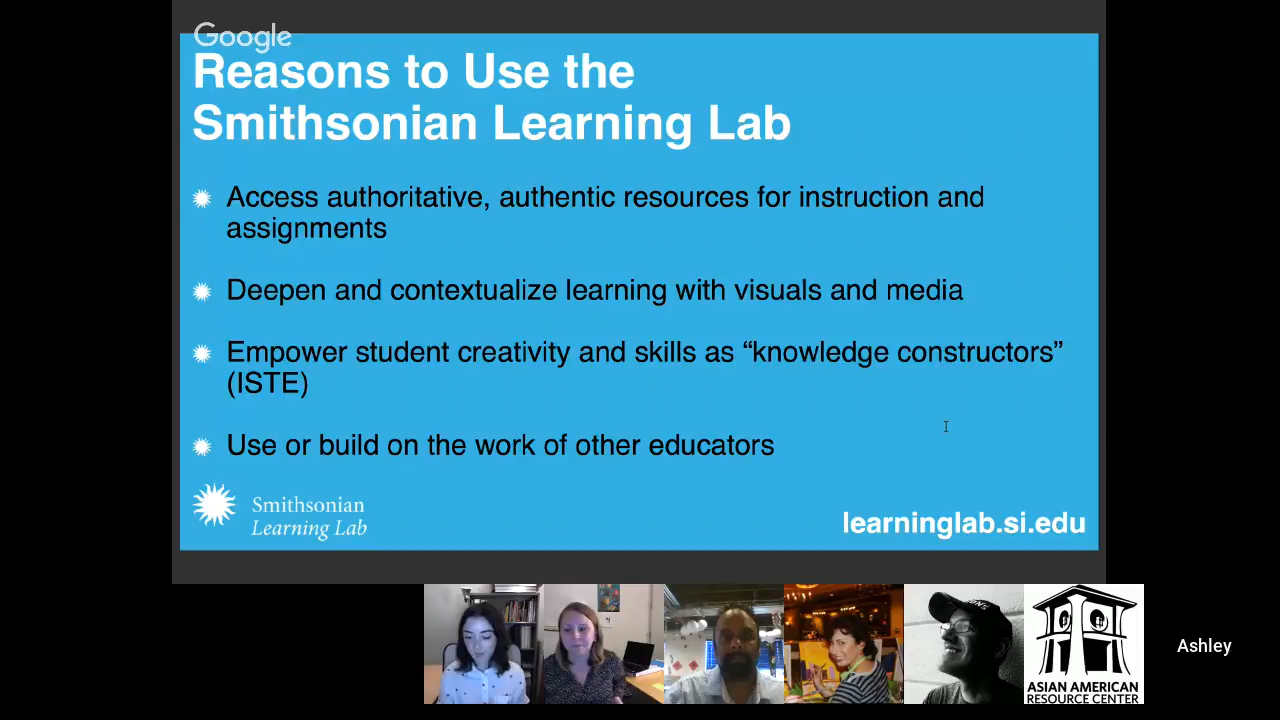 Google
Reasons to Use the
Smithsonian Learning Lab
Access authoritative, authentic resources for instruction and
assignments
Deepen and contextualize learning with visuals and media
Empower student creativity and skills as “knowledge constructors”
(ISTE)
Use or build on the work of other educators
Smithsonian
Learning Lab
learninglab.si.edu
ASIAN AMERICAN
RESOURCE CENTER
Ashley